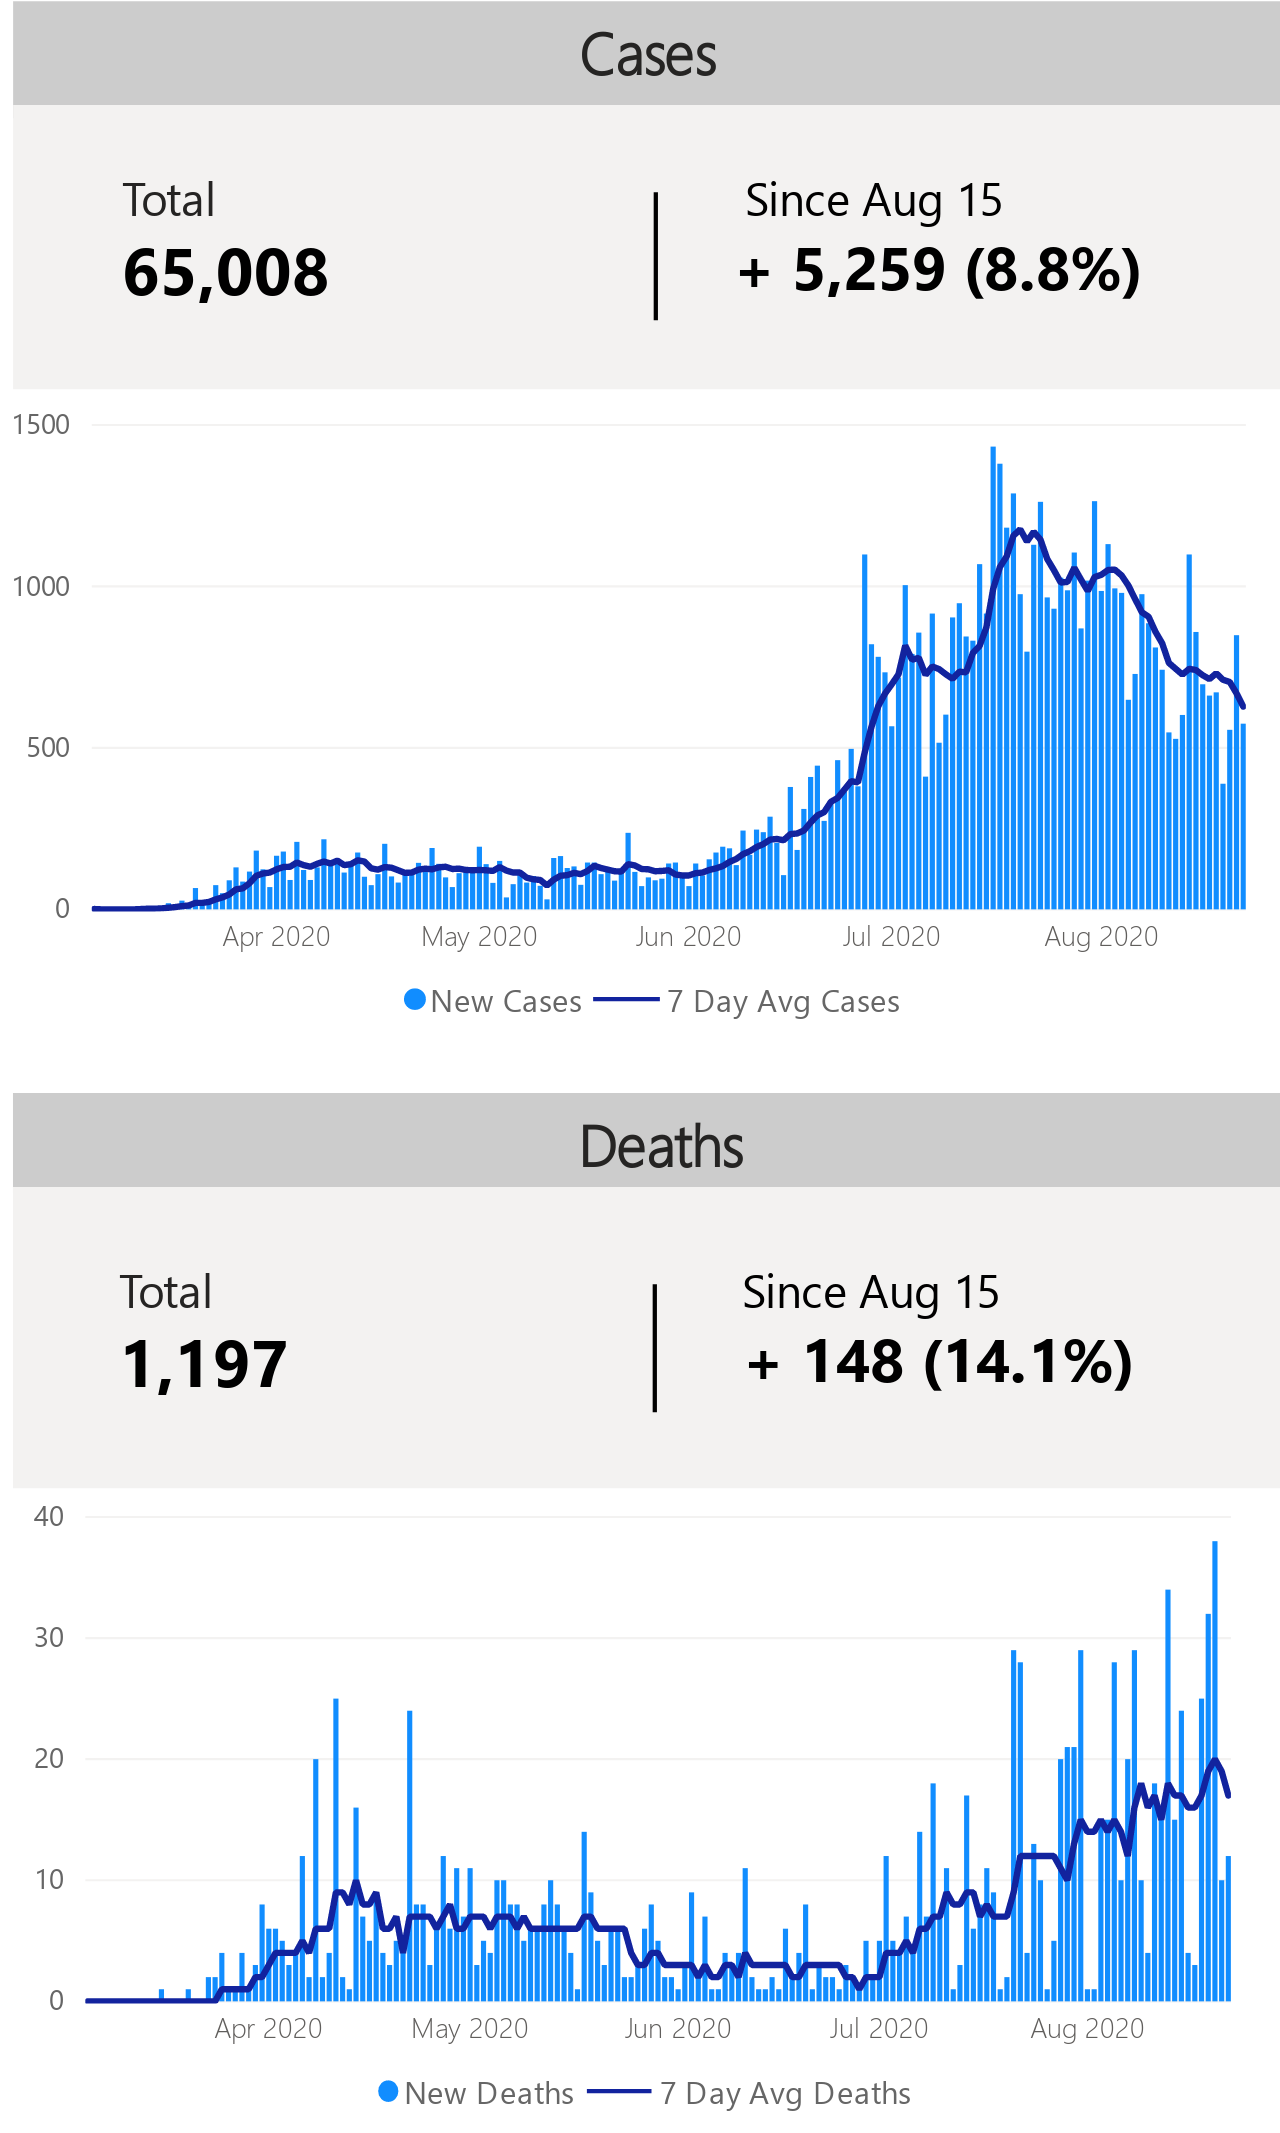 Cases
Total
Since Aug 15
65,008
+ 5,259 (8.8%)
1500
1000
500
0
Apr 2020
May 2020
Jun 2020
Jul 2020
Aug 2020
New Cases
7 Day Avg Cases
Deaths
Total
Since Aug 15
1,197
+ 148 (14.1%)
40
30
20
10
0
Apr 2020
May 2020
Jun 2020
Jul 2020
Aug 2020
New Deaths
7 Day Avg Deaths